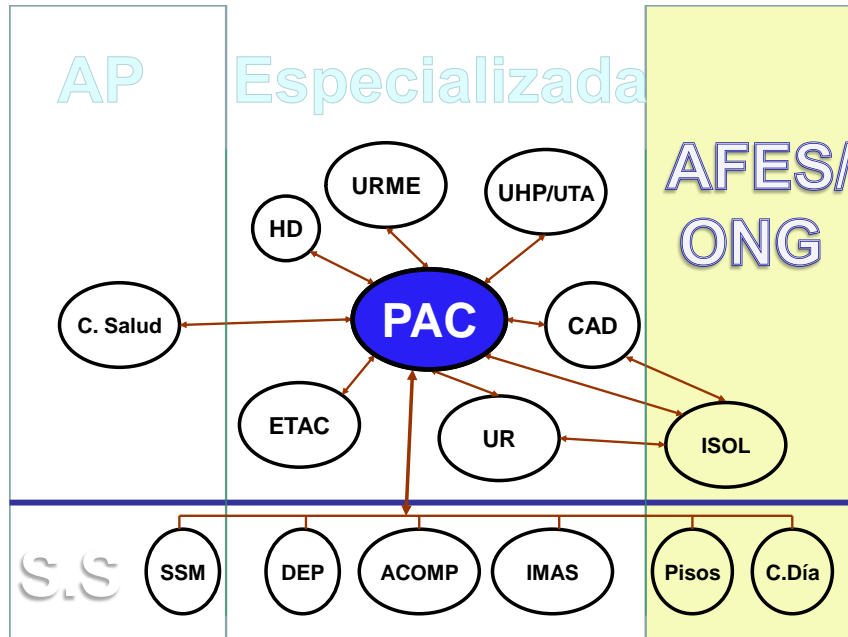 AP
Especializada
AFES/
ONG
URME
UHP/UTA
HD
PAC
C. Salud
CAD
ETAC
UR
ISOL
S.S
SSM
DEP
ACOMP
IMAS
Pisos
C.Día